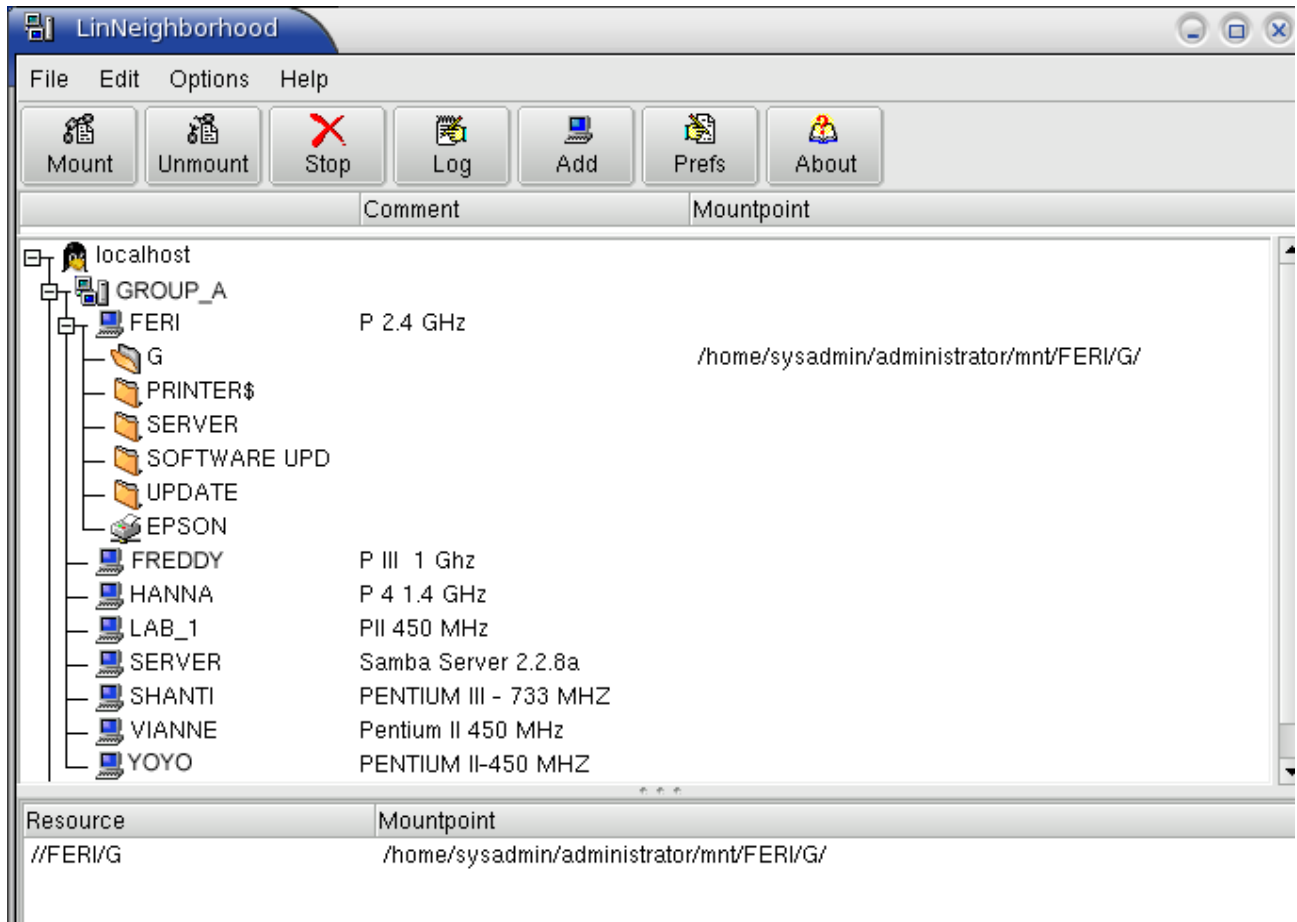 LinNeighborhood
File Edit Options Help
Mount Unmount Stop Log Add Prefs About
Comment Mountpoint
localhost
GROUP_A
FERI P 2.4 GHz
G /home/sysadmin/administrator/mnt/FERI/G/
PRINTER$
SERVER
SOFTWARE UPD
UPDATE
EPSON
FREDDY P III 1 Ghz
HANNA P 4 1.4 GHz
LAB_1 PII 450 MHz
SERVER Samba Server 2.2.8a
SHANTI PENTIUM III - 733 MHZ
VIANNE Pentium II 450 MHz
YOYO PENTIUM II-450 MHZ
Resource Mountpoint
//FERI/G /home/sysadmin/administrator/mnt/FERI/G/